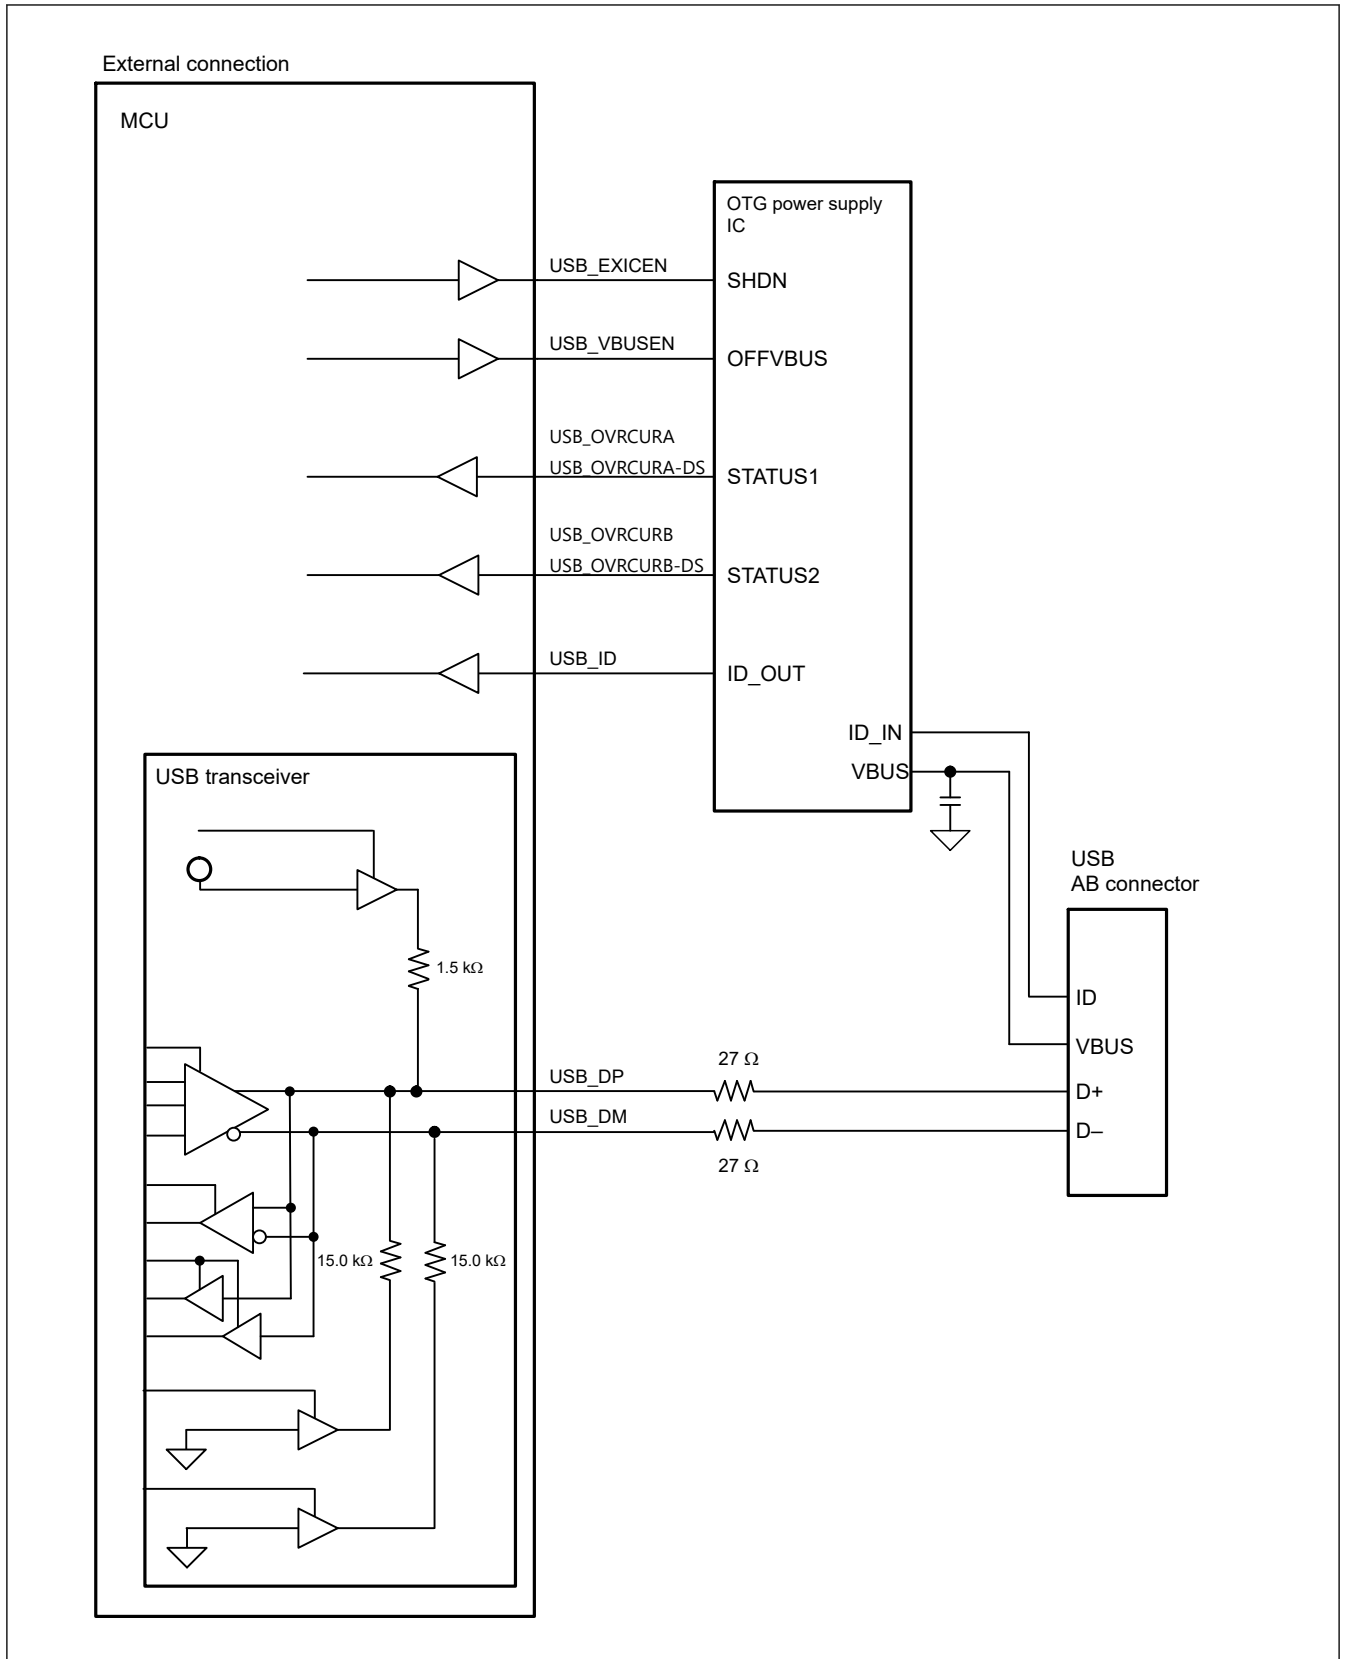 External connection
MCU
OTG power supply
IC
USB_EXICEN
SHDN
USB_VBUSEN
OFFVBUS
USB_OVRCURA
USB_OVRCURA-DS
STATUS1
USB_OVRCURB
USB_OVRCURB-DS
STATUS2
USB_ID
ID_OUT
ID_IN
VBUS
USB transceiver
USB
AB connector
1.5 kΩ
ID
VBUS
27 Ω
USB_DP
D+
USB_DM
D–
27 Ω
15.0 kΩ
15.0 kΩ